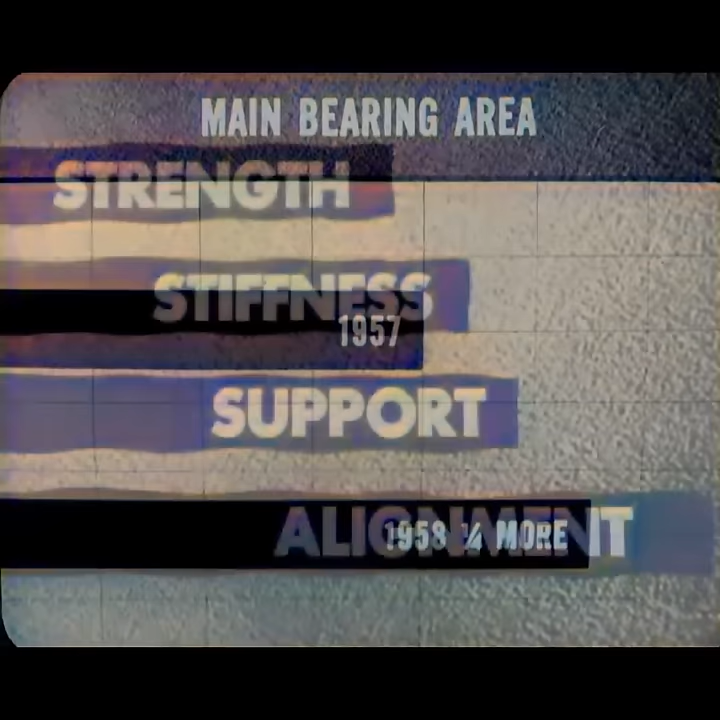 MAIN BEARING AREA
STRENGTH
STIFFNESS
1957
SUPPORT
ALIGNMENT
1958 ¼ MORE